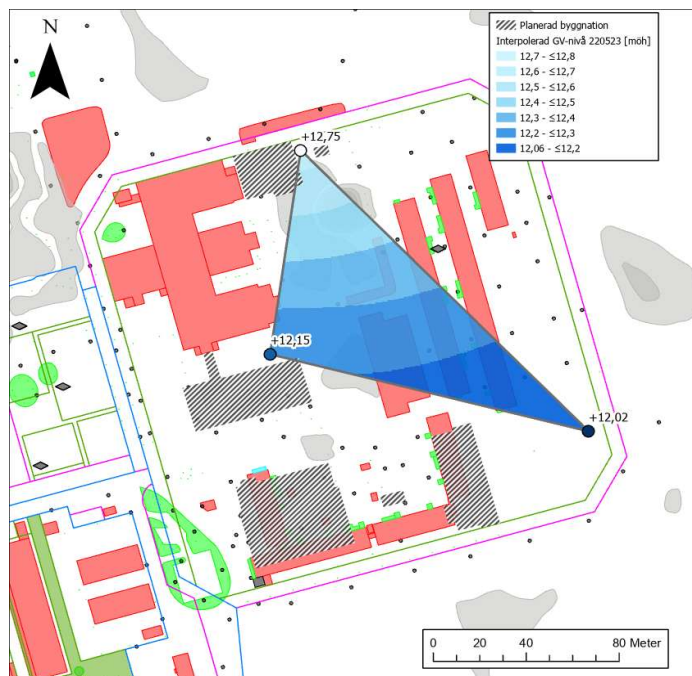 N
Planerad byggnation
Interpolerad GV-nivå 220523 [möh]
12,7 - ≤12,8
12,6 - ≤12,7
12,5 - ≤12,6
12,4 - ≤12,5
12,3 - ≤12,4
12,2 - ≤12,3
12,06 - ≤12,2
+12,75
+12,15
+12,02
0 20 40 80 Meter